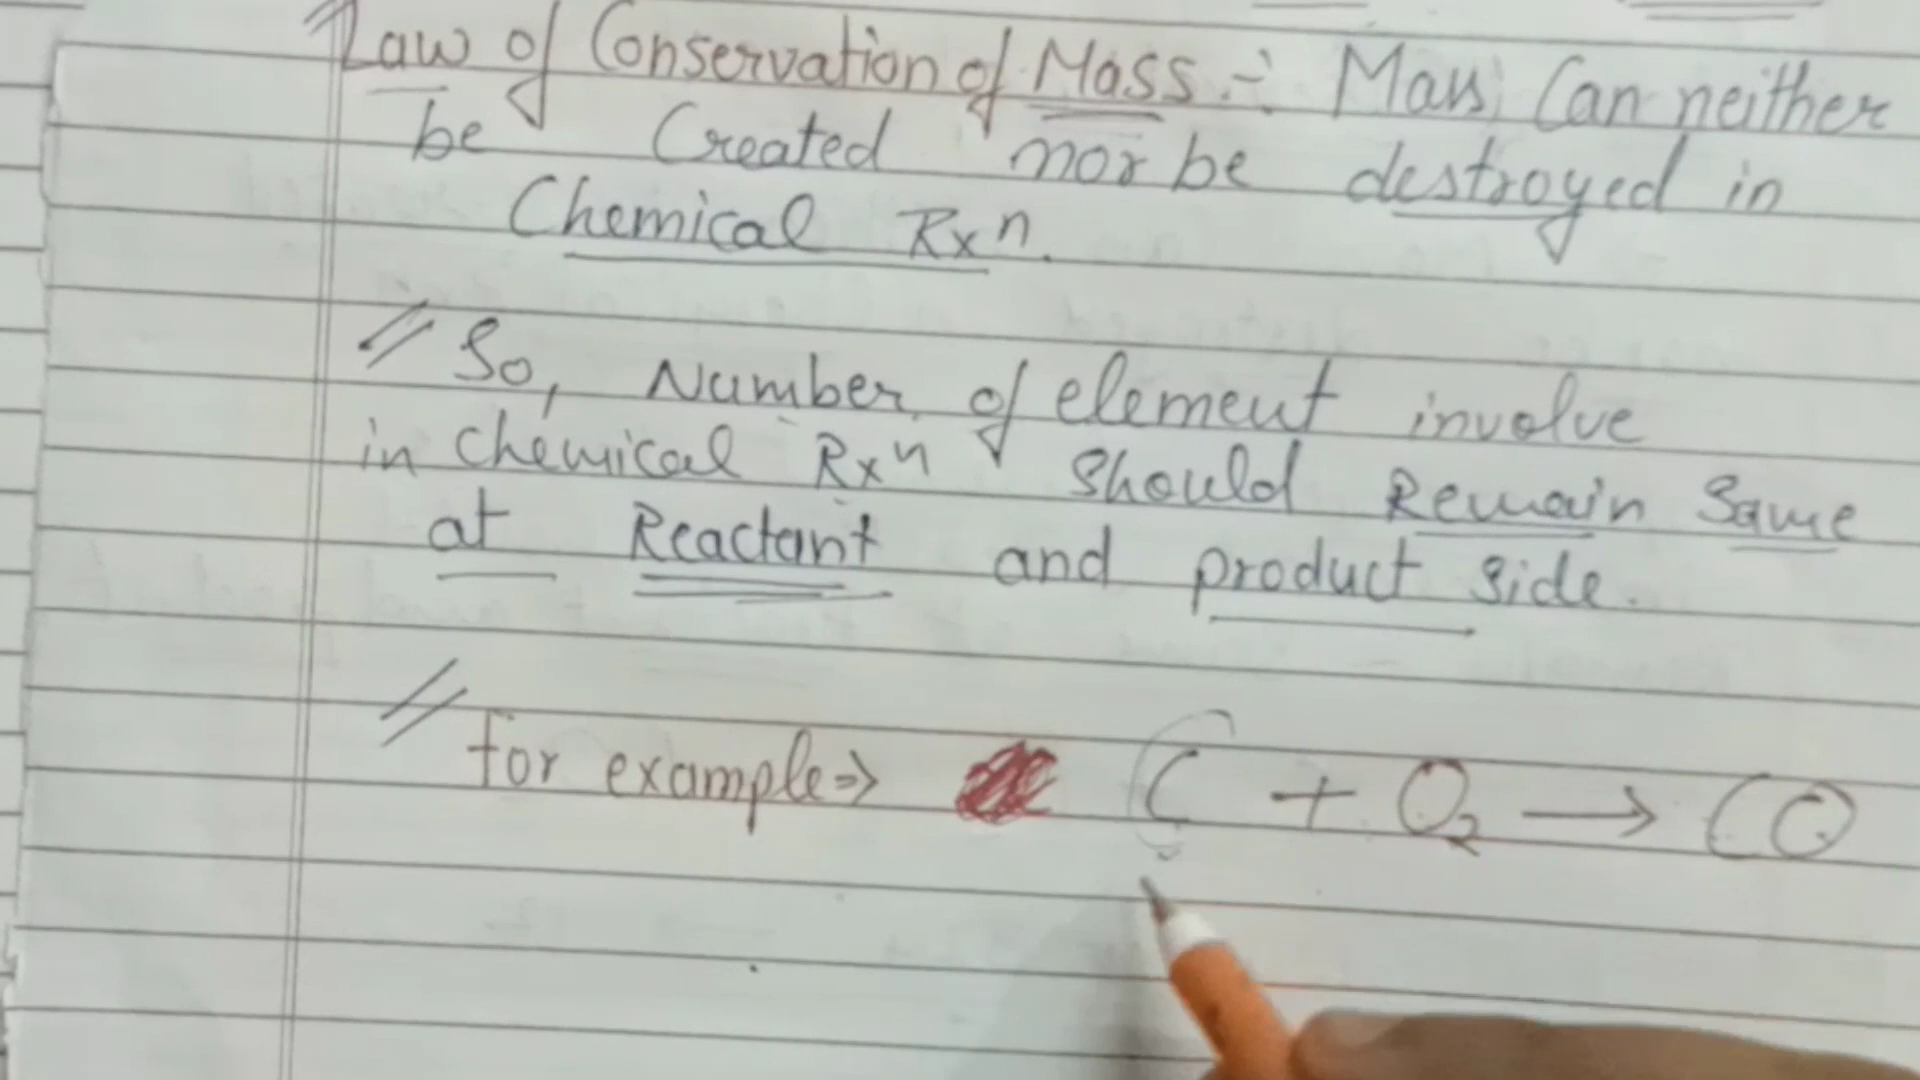 Law of Conservation of Mass :- Mass Can neither
be Created nor be destroyed in
Chemical Rxⁿ.
So, Number of element involve
in chemical Rxⁿ should Remain Same
at Reactant and product side.
for example⇒ C + O₂ → CO